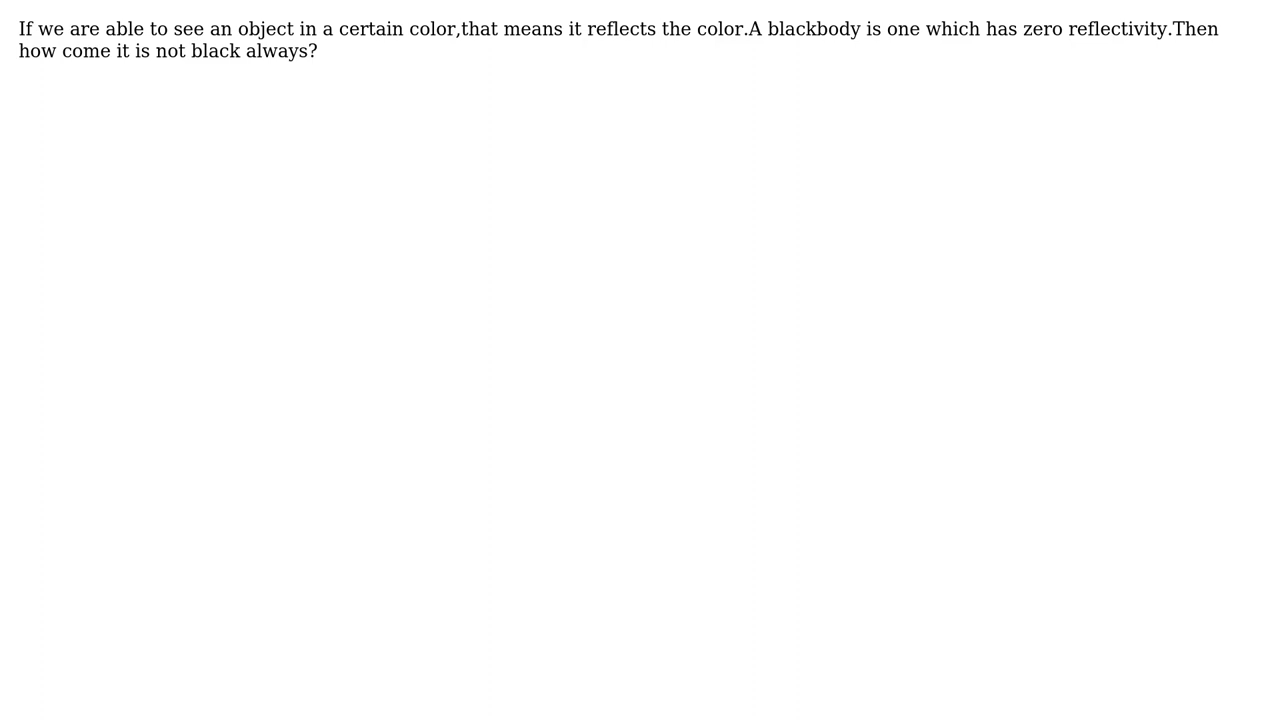 If we are able to see an object in a certain color,that means it reflects the color.A blackbody is one which has zero reflectivity.Then
how come it is not black always?